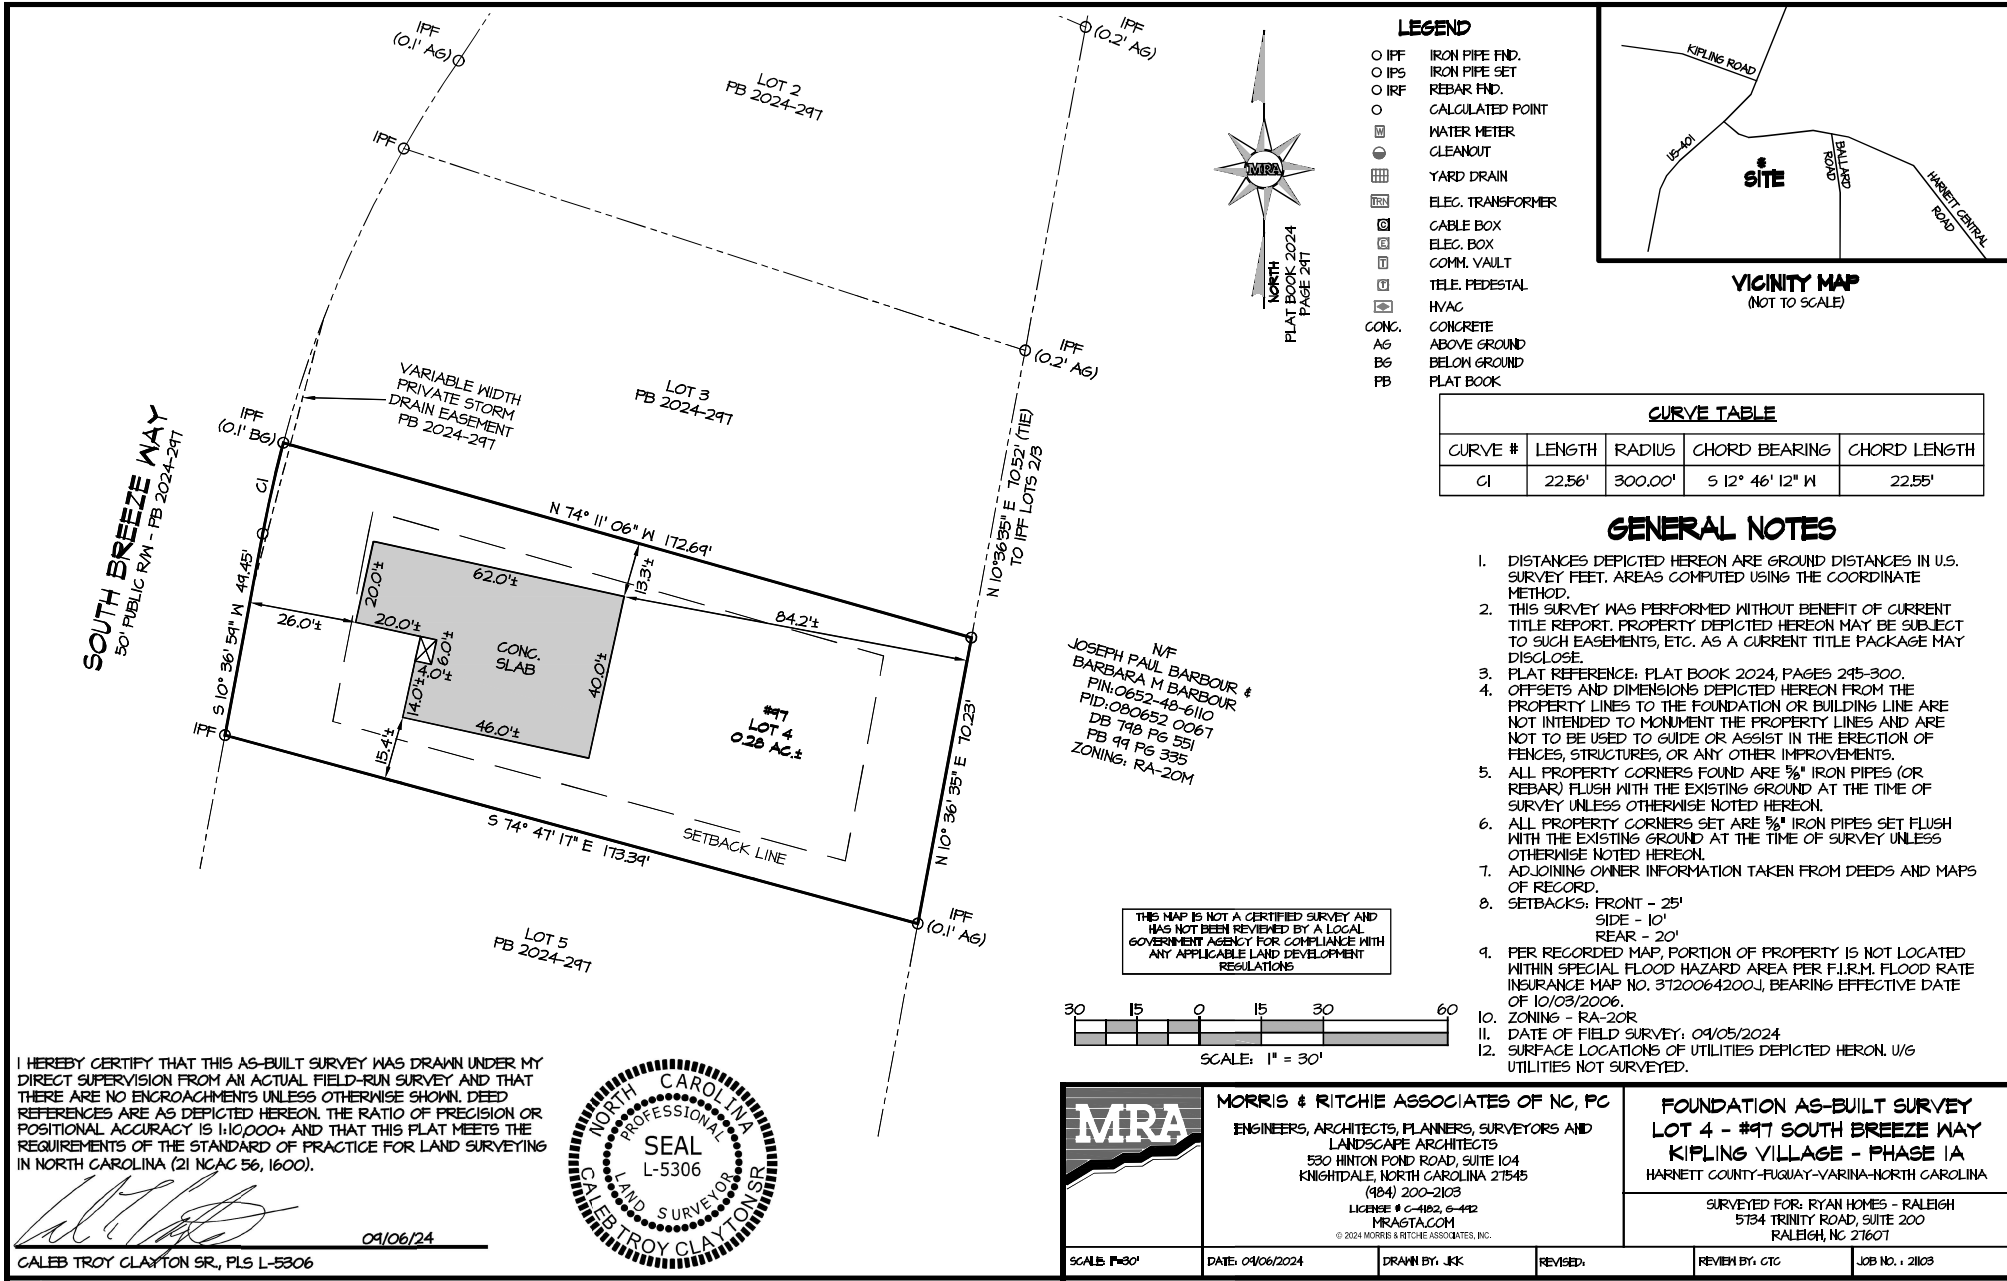 IPF
(0.1' AG)
IPF
(0.2' AG)
LOT 2
PB 2024-297
IPF
IPF
(0.2' AG)
VARIABLE WIDTH
PRIVATE STORM
DRAIN EASEMENT
PB 2024-297
LOT 3
PB 2024-297
N 10°36'35" E 70.52' (TIE)
TO IPF LOTS 2/3
IPF
(0.1' BG)
SOUTH BREEZE WAY
50' PUBLIC R/W - PB 2024-297
C1
S 10° 36' 59" W 49.45'
N 74° 11' 06" W 172.69'
62.0'±
20.0'±
13.3'±
26.0'±
20.0'±
84.2'±
6.0'±
4.0'±
CONC.
SLAB
40.0'±
14.0'±
46.0'±
15.4'±
#97
LOT 4
0.28 AC.±
IPF
S 74° 47' 17" E 173.39'
SETBACK LINE
N 10° 36' 35" E 70.23'
IPF
(0.1' AG)
LOT 5
PB 2024-297
N/F
JOSEPH PAUL BARBOUR &
BARBARA M BARBOUR
PIN:0652-48-6110
PID:080652 0067
DB 798 PG 551
PB 99 PG 335
ZONING: RA-20M
MRA
NORTH
PLAT BOOK 2024
PAGE 297
LEGEND
IPF IRON PIPE FND.
IPS IRON PIPE SET
IRF REBAR FND.
CALCULATED POINT
W WATER METER
CLEANOUT
YARD DRAIN
TRN ELEC. TRANSFORMER
C CABLE BOX
E ELEC. BOX
T COMM. VAULT
T TELE. PEDESTAL
HVAC
CONC. CONCRETE
AG ABOVE GROUND
BG BELOW GROUND
PB PLAT BOOK
KIPLING ROAD
US-401
SITE
BALLARD
ROAD
HARNETT CENTRAL
ROAD
VICINITY MAP
(NOT TO SCALE)
CURVE TABLE
CURVE # LENGTH RADIUS CHORD BEARING CHORD LENGTH
C1 22.56' 300.00' S 12° 46' 12" W 22.55'
GENERAL NOTES
1. DISTANCES DEPICTED HEREON ARE GROUND DISTANCES IN U.S.
SURVEY FEET. AREAS COMPUTED USING THE COORDINATE
METHOD.
2. THIS SURVEY WAS PERFORMED WITHOUT BENEFIT OF CURRENT
TITLE REPORT. PROPERTY DEPICTED HEREON MAY BE SUBJECT
TO SUCH EASEMENTS, ETC. AS A CURRENT TITLE PACKAGE MAY
DISCLOSE.
3. PLAT REFERENCE: PLAT BOOK 2024, PAGES 295-300.
4. OFFSETS AND DIMENSIONS DEPICTED HEREON FROM THE
PROPERTY LINES TO THE FOUNDATION OR BUILDING LINE ARE
NOT INTENDED TO MONUMENT THE PROPERTY LINES AND ARE
NOT TO BE USED TO GUIDE OR ASSIST IN THE ERECTION OF
FENCES, STRUCTURES, OR ANY OTHER IMPROVEMENTS.
5. ALL PROPERTY CORNERS FOUND ARE ⅝" IRON PIPES (OR
REBAR) FLUSH WITH THE EXISTING GROUND AT THE TIME OF
SURVEY UNLESS OTHERWISE NOTED HEREON.
6. ALL PROPERTY CORNERS SET ARE ⅝" IRON PIPES SET FLUSH
WITH THE EXISTING GROUND AT THE TIME OF SURVEY UNLESS
OTHERWISE NOTED HEREON.
7. ADJOINING OWNER INFORMATION TAKEN FROM DEEDS AND MAPS
OF RECORD.
8. SETBACKS: FRONT - 25'
SIDE - 10'
REAR - 20'
9. PER RECORDED MAP, PORTION OF PROPERTY IS NOT LOCATED
WITHIN SPECIAL FLOOD HAZARD AREA PER F.I.R.M. FLOOD RATE
INSURANCE MAP NO. 3720064200J, BEARING EFFECTIVE DATE
OF 10/03/2006.
10. ZONING - RA-20R
11. DATE OF FIELD SURVEY: 09/05/2024
12. SURFACE LOCATIONS OF UTILITIES DEPICTED HERON. U/G
UTILITIES NOT SURVEYED.
THIS MAP IS NOT A CERTIFIED SURVEY AND
HAS NOT BEEN REVIEWED BY A LOCAL
GOVERNMENT AGENCY FOR COMPLIANCE WITH
ANY APPLICABLE LAND DEVELOPMENT
REGULATIONS
30 15 0 15 30 60
SCALE: 1" = 30'
I HEREBY CERTIFY THAT THIS AS-BUILT SURVEY WAS DRAWN UNDER MY
DIRECT SUPERVISION FROM AN ACTUAL FIELD-RUN SURVEY AND THAT
THERE ARE NO ENCROACHMENTS UNLESS OTHERWISE SHOWN. DEED
REFERENCES ARE AS DEPICTED HEREON. THE RATIO OF PRECISION OR
POSITIONAL ACCURACY IS 1:10,000+ AND THAT THIS PLAT MEETS THE
REQUIREMENTS OF THE STANDARD OF PRACTICE FOR LAND SURVEYING
IN NORTH CAROLINA (21 NCAC 56, 1600).
09/06/24
CALEB TROY CLAYTON SR., PLS L-5306
NORTH CAROLINA
PROFESSIONAL
SEAL
L-5306
LAND SURVEYOR
CALEB TROY CLAYTON SR
MRA
MORRIS & RITCHIE ASSOCIATES OF NC, PC
ENGINEERS, ARCHITECTS, PLANNERS, SURVEYORS AND
LANDSCAPE ARCHITECTS
530 HINTON POND ROAD, SUITE 104
KNIGHTDALE, NORTH CAROLINA 27545
(984) 200-2103
LICENSE # C-4182, C-492
MRAGTA.COM
© 2024 MORRIS & RITCHIE ASSOCIATES, INC.
FOUNDATION AS-BUILT SURVEY
LOT 4 - #97 SOUTH BREEZE WAY
KIPLING VILLAGE - PHASE 1A
HARNETT COUNTY-FUQUAY-VARINA-NORTH CAROLINA
SURVEYED FOR: RYAN HOMES - RALEIGH
5734 TRINITY ROAD, SUITE 200
RALEIGH, NC 27607
SCALE: 1"=30' DATE: 09/06/2024 DRAWN BY: JKK REVISED: REVIEW BY: CTC JOB NO. : 21103